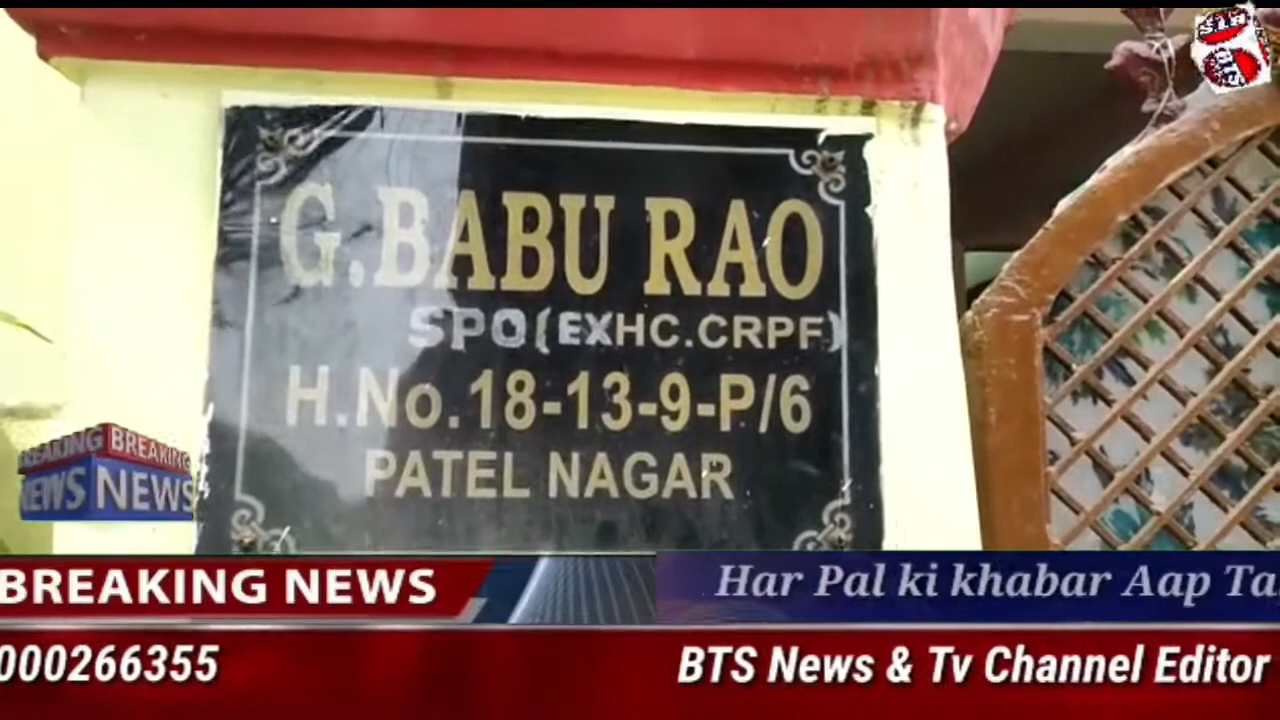 G.BABU RAO
SPO(EXHC.CRPF)
H.No.18-13-9-P/6
PATEL NAGAR
BREAKING BREAKING
NEWS NEWS
BREAKING NEWS
Har Pal ki khabar Aap Ta
000266355
BTS News & Tv Channel Editor